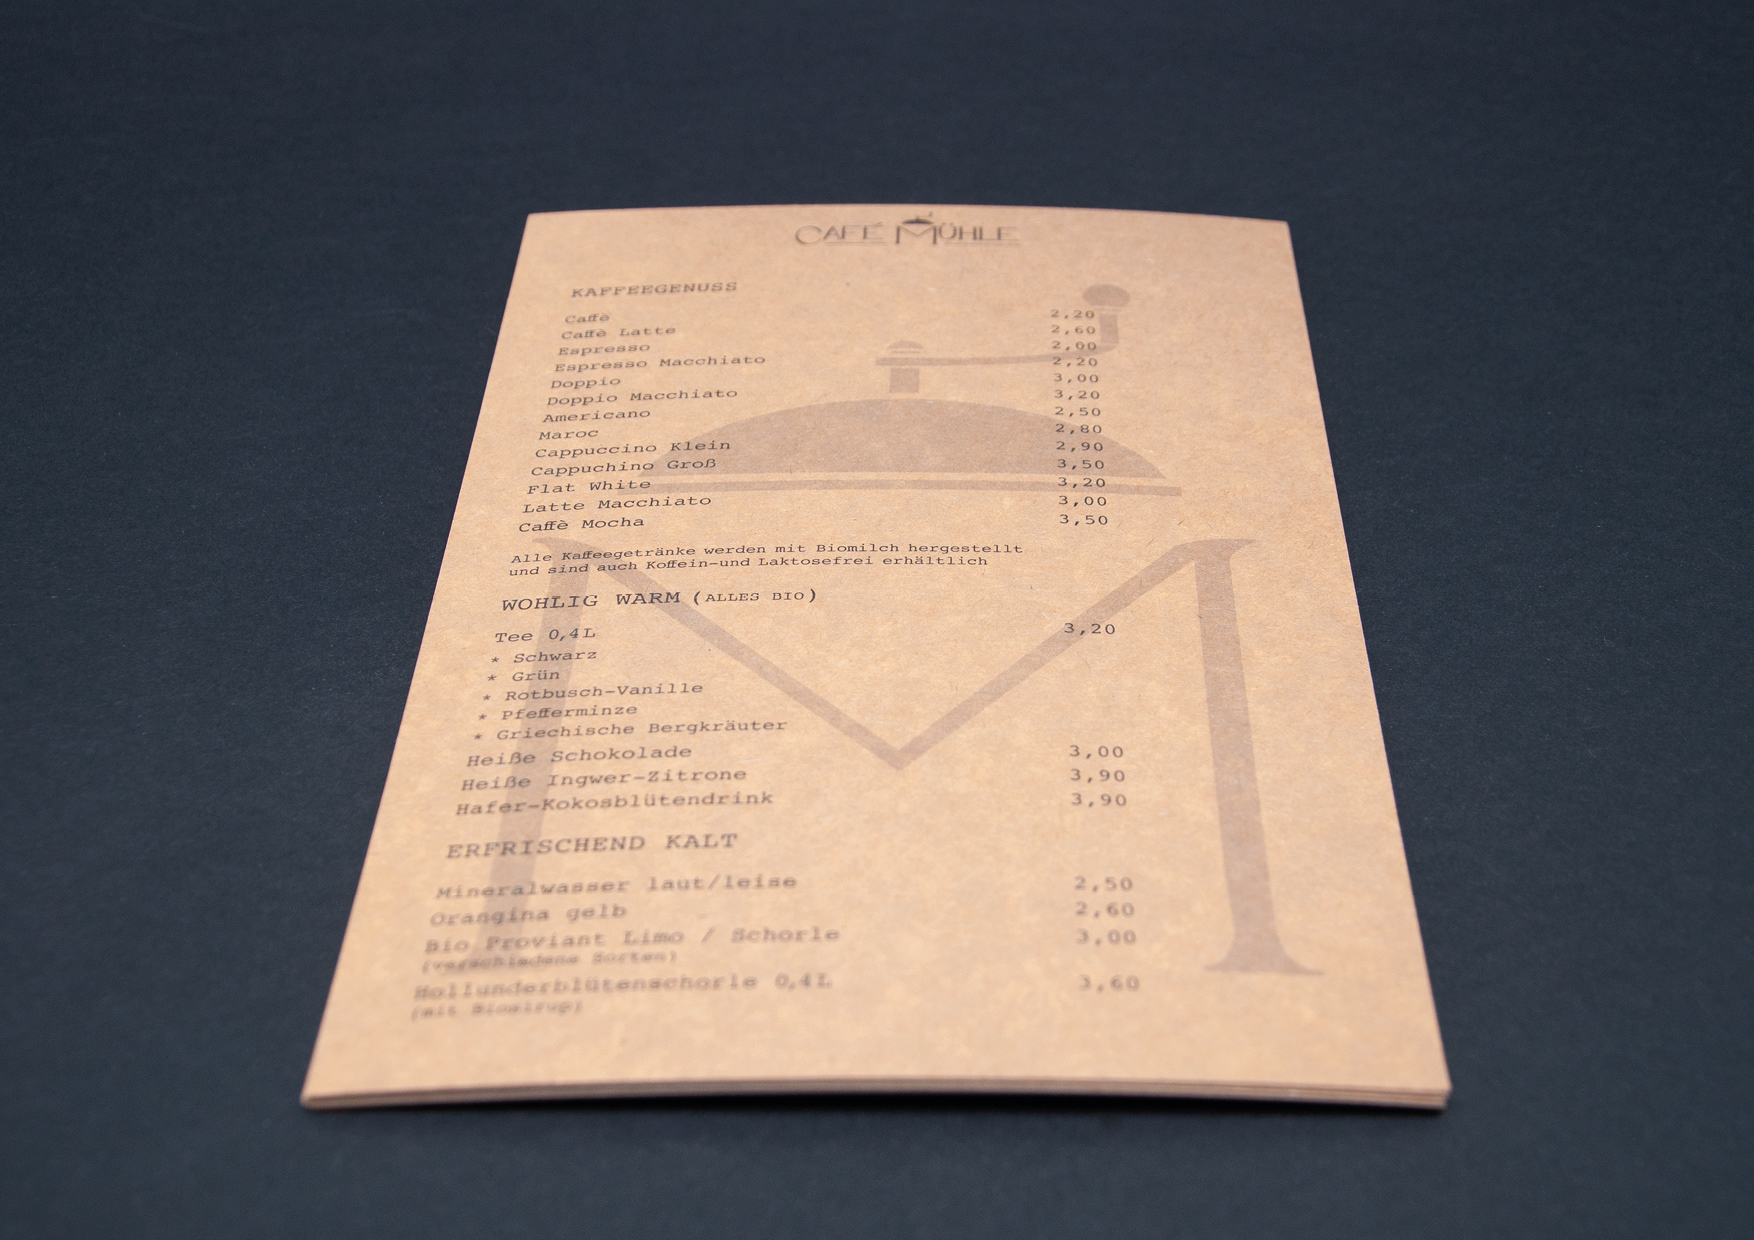 CAFÉ MÜHLE
KAFFEEGENUSS
Caffè 2,20
Caffè Latte 2,60
Espresso 2,00
Espresso Macchiato 2,20
Doppio 3,00
Doppio Macchiato 3,20
Americano 2,50
Maroc 2,80
Cappuccino Klein 2,90
Cappuchino Groß 3,50
Flat White 3,20
Latte Macchiato 3,00
Caffè Mocha 3,50
Alle Kaffeegetränke werden mit Biomilch hergestellt
und sind auch Koffein-und Laktosefrei erhältlich
WOHLIG WARM (ALLES BIO)
Tee 0,4L 3,20
* Schwarz
* Grün
* Rotbusch-Vanille
* Pfefferminze
* Griechische Bergkräuter
Heiße Schokolade 3,00
Heiße Ingwer-Zitrone 3,90
Hafer-Kokosblütendrink 3,90
ERFRISCHEND KALT
Mineralwasser laut/leise 2,50
Orangina gelb 2,60
Bio Proviant Limo / Schorle 3,00
(verschiedene Sorten)
Hollunderblütenschorle 0,4L 3,60
(mit Biosirup)
M